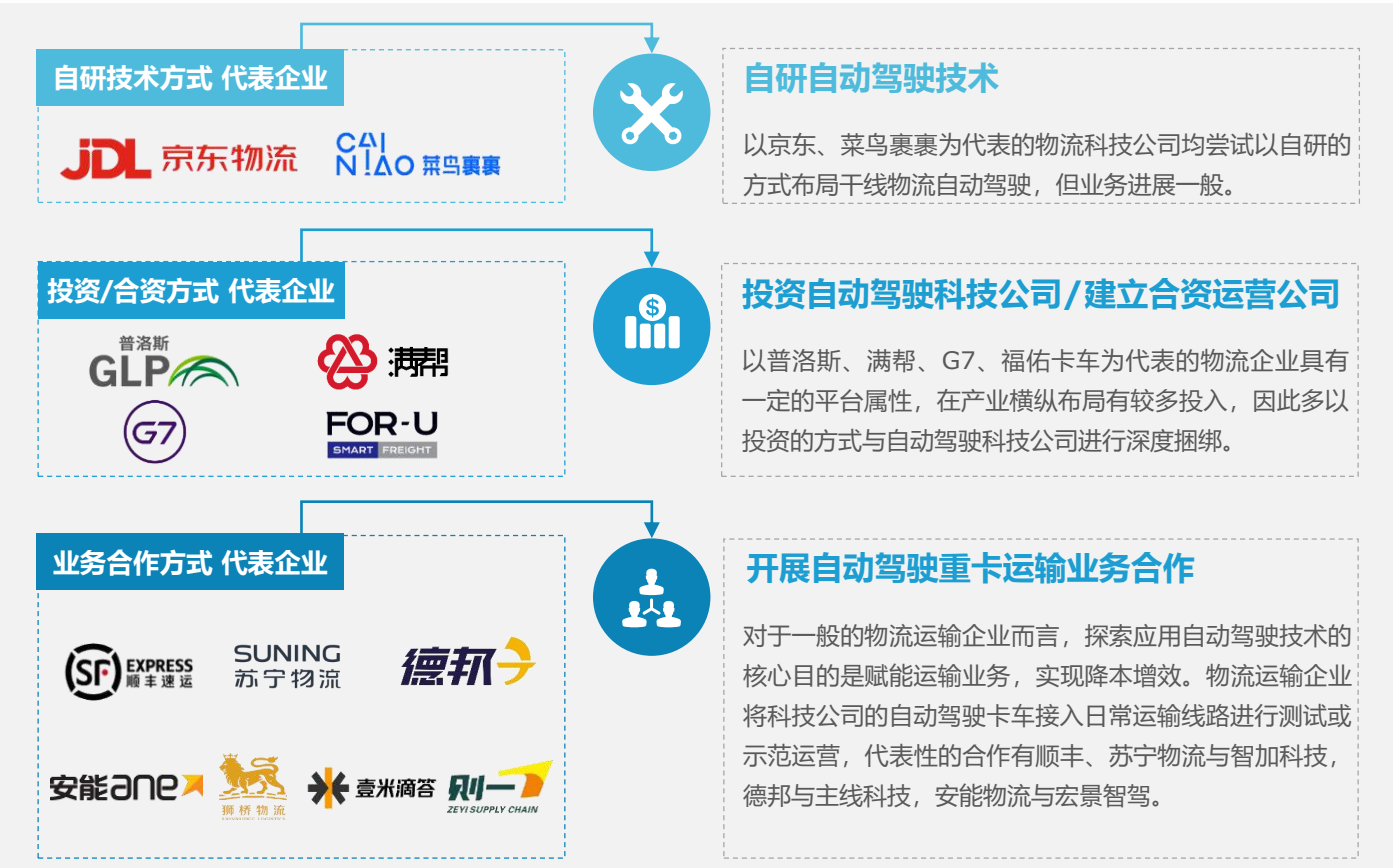 自研技术方式 代表企业
JDL 京东物流
CAI
NIAO 菜鸟裹裹
自研自动驾驶技术
以京东、菜鸟裹裹为代表的物流科技公司均尝试以自研的
方式布局干线物流自动驾驶，但业务进展一般。
投资/合资方式 代表企业
普洛斯
GLP
满帮
G7
FOR-U
SMART FREIGHT
$
投资自动驾驶科技公司/建立合资运营公司
以普洛斯、满帮、G7、福佑卡车为代表的物流企业具有
一定的平台属性，在产业横纵布局有较多投入，因此多以
投资的方式与自动驾驶科技公司进行深度捆绑。
业务合作方式 代表企业
SF EXPRESS
顺丰速运
SUNING
苏宁物流
德邦
安能ane
狮桥物流
壹米滴答
则一
ZEYI SUPPLY CHAIN
开展自动驾驶重卡运输业务合作
对于一般的物流运输企业而言，探索应用自动驾驶技术的
核心目的是赋能运输业务，实现降本增效。物流运输企业
将科技公司的自动驾驶卡车接入日常运输线路进行测试或
示范运营，代表性的合作有顺丰、苏宁物流与智加科技，
德邦与主线科技，安能物流与宏景智驾。